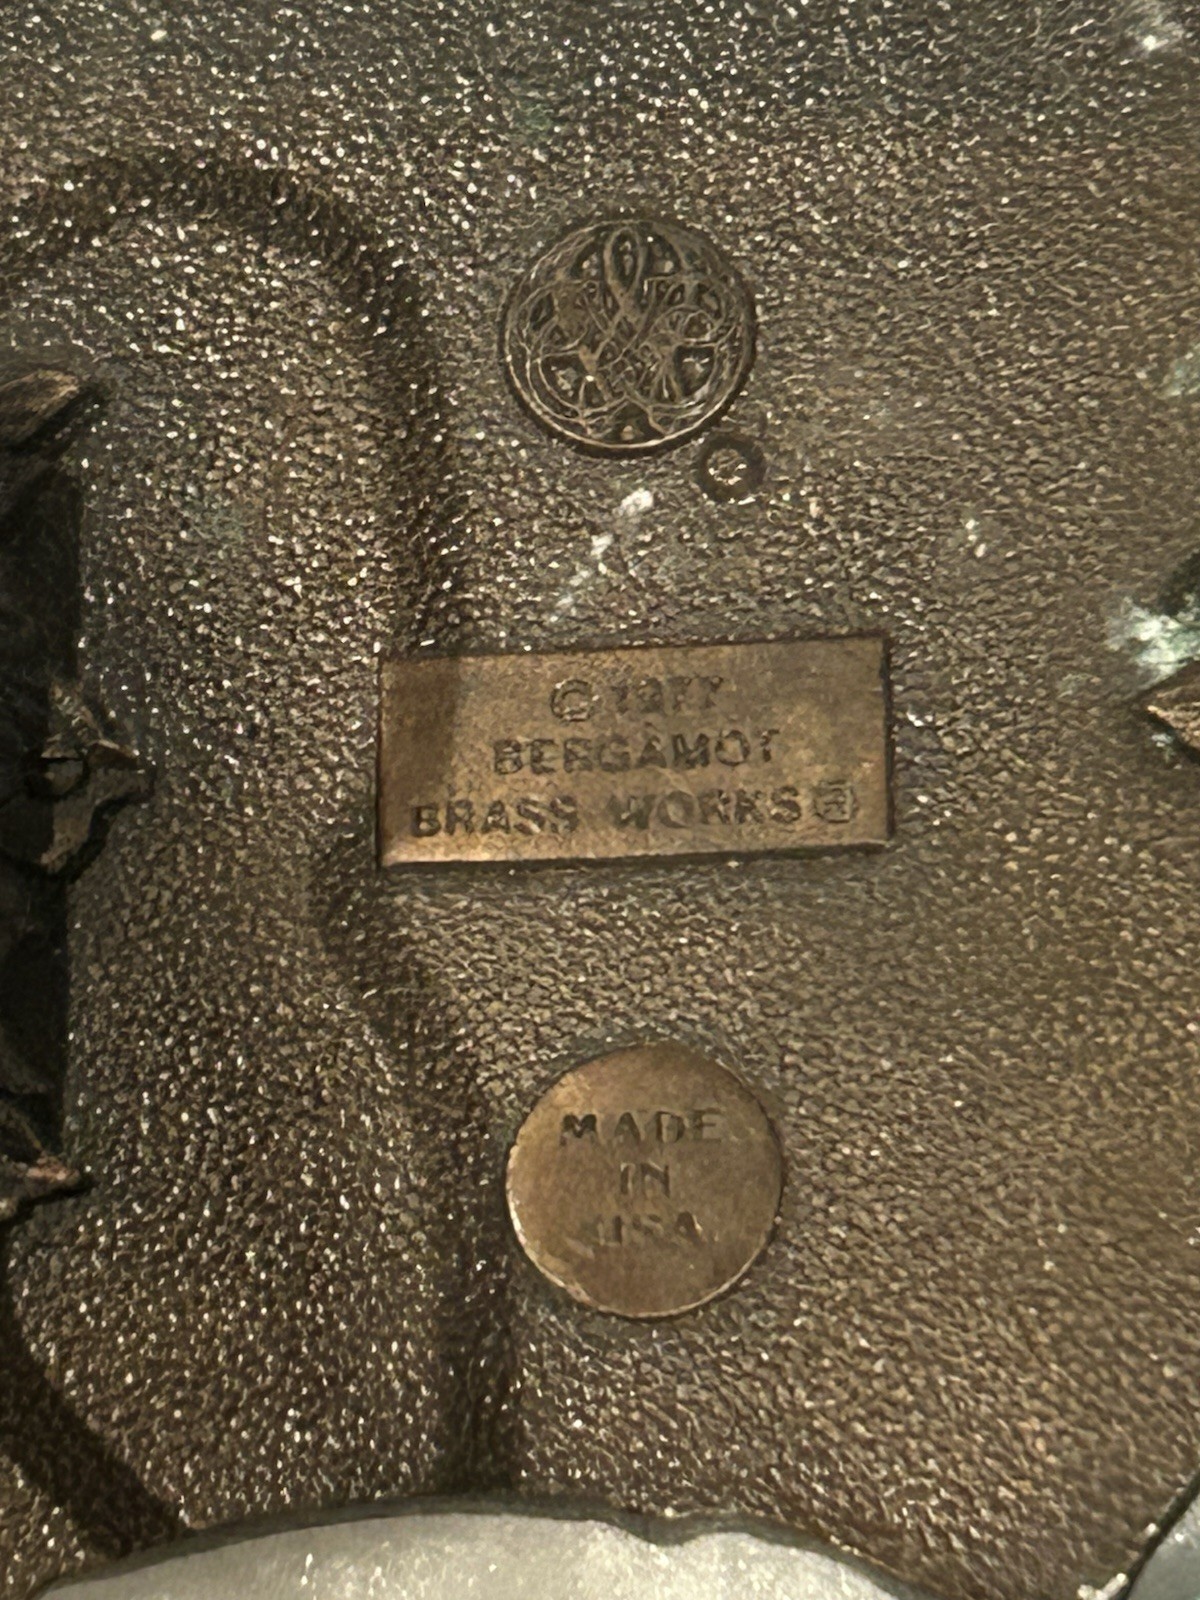 © 1977
BERGAMOT
BRASS WORKS ®
MADE
IN
USA